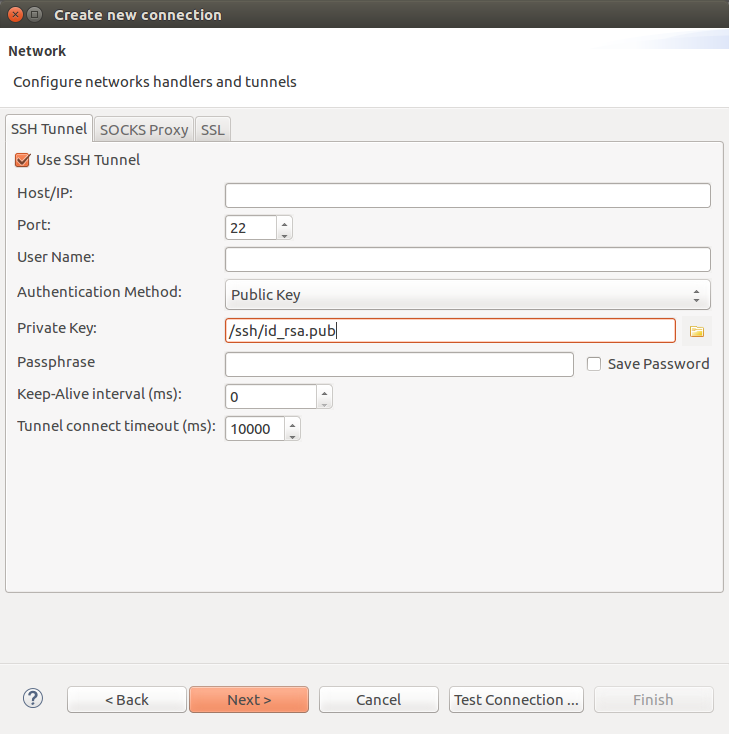 Create new connection
Network
Configure networks handlers and tunnels
SSH Tunnel SOCKS Proxy SSL
Use SSH Tunnel
Host/IP:
Port: 22
User Name:
Authentication Method: Public Key
Private Key: /ssh/id_rsa.pub
Passphrase Save Password
Keep-Alive interval (ms): 0
Tunnel connect timeout (ms): 10000
? < Back Next > Cancel Test Connection ... Finish